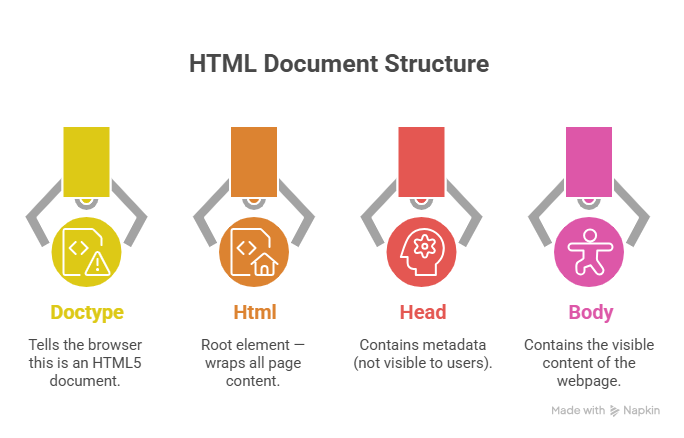 HTML Document Structure
Doctype
Tells the browser
this is an HTML5
document.
Html
Root element —
wraps all page
content.
Head
Contains metadata
(not visible to users).
Body
Contains the visible
content of the
webpage.
Made with Napkin